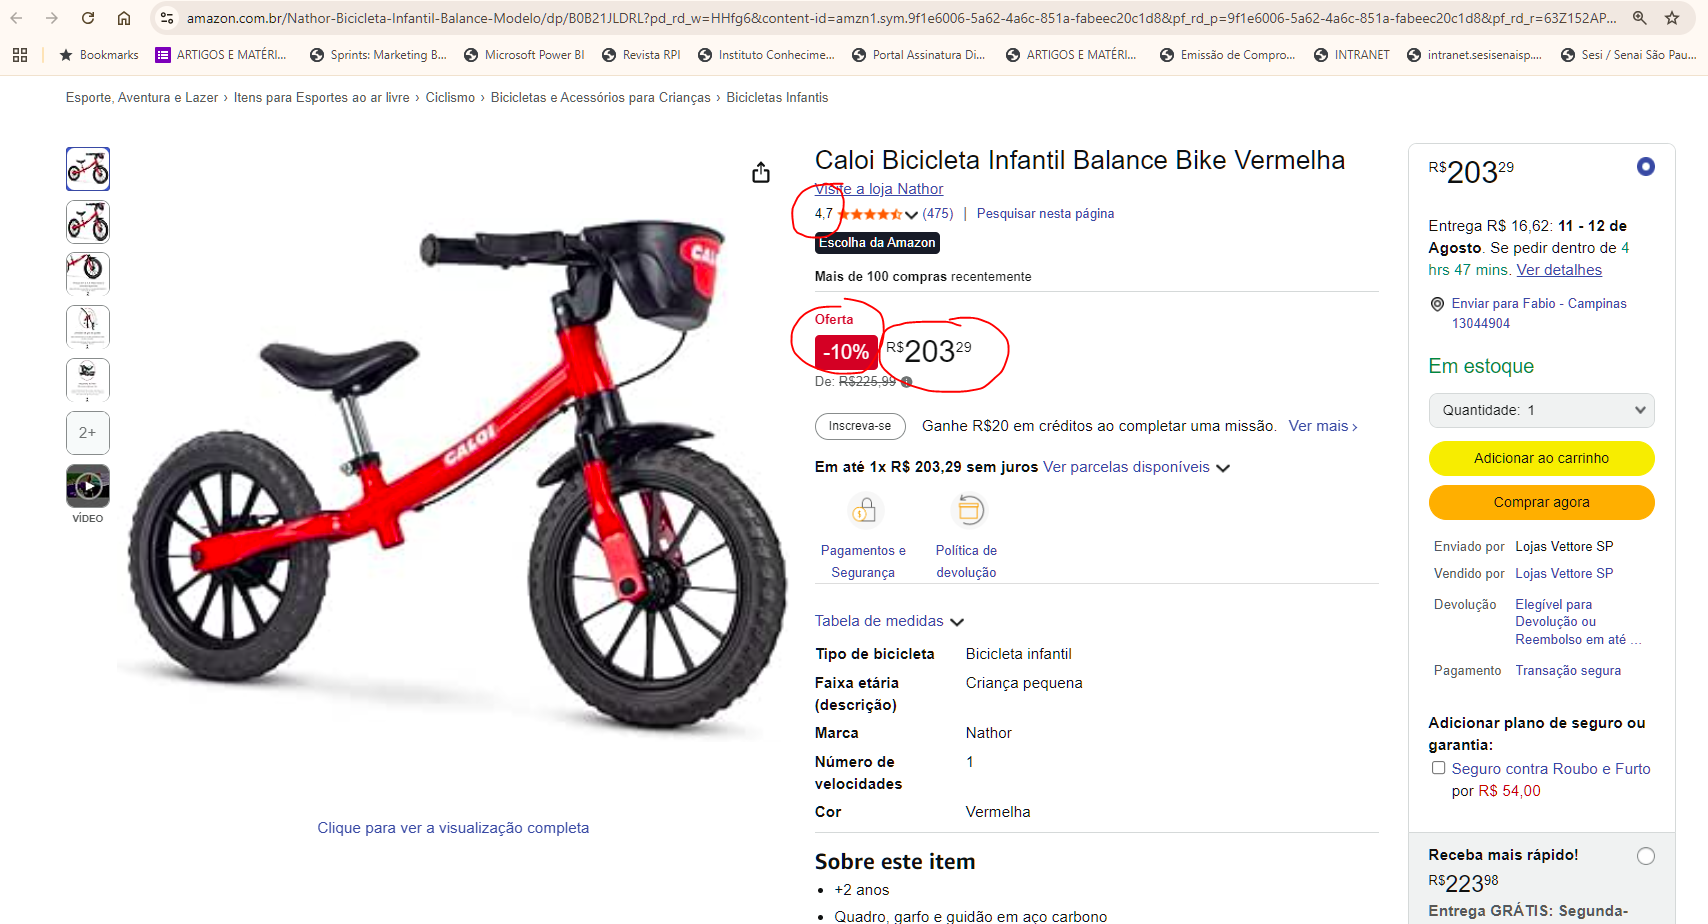 amazon.com.br/Nathor-Bicicleta-Infantil-Balance-Modelo/dp/B0B21JLDRL?pd_rd_w=HHfg6&content-id=amzn1.sym.9f1e6006-5a62-4a6c-851a-fabeec20c1d8&pf_rd_p=9f1e6006-5a62-4a6c-851a-fabeec20c1d8&pf_rd_r=63Z152AP...
Bookmarks ARTIGOS E MATÉRI... Sprints: Marketing B... Microsoft Power BI Revista RPI Instituto Conhecime... Portal Assinatura Di... ARTIGOS E MATÉRI... Emissão de Compro... INTRANET intranet.sesisenaisp.... Sesi / Senai São Pau...
Esporte, Aventura e Lazer › Itens para Esportes ao ar livre › Ciclismo › Bicicletas e Acessórios para Crianças › Bicicletas Infantis
2+
VÍDEO
CALOI
CALOI
Clique para ver a visualização completa
Caloi Bicicleta Infantil Balance Bike Vermelha
Visite a loja Nathor
4,7 (475) | Pesquisar nesta página
Escolha da Amazon
Mais de 100 compras recentemente
Oferta
-10% R$20329
De: R$225,99
Inscreva-se Ganhe R$20 em créditos ao completar uma missão. Ver mais ›
Em até 1x R$ 203,29 sem juros Ver parcelas disponíveis
Pagamentos e Segurança
Política de devolução
Tabela de medidas
Tipo de bicicleta Bicicleta infantil
Faixa etária (descrição) Criança pequena
Marca Nathor
Número de velocidades 1
Cor Vermelha
Sobre este item
• +2 anos
• Quadro, garfo e guidão em aço carbono
R$20329
Entrega R$ 16,62: 11 - 12 de
Agosto. Se pedir dentro de 4
hrs 47 mins. Ver detalhes
Enviar para Fabio - Campinas
13044904
Em estoque
Quantidade: 1
Adicionar ao carrinho
Comprar agora
Enviado por Lojas Vettore SP
Vendido por Lojas Vettore SP
Devolução Elegível para
Devolução ou
Reembolso em até ...
Pagamento Transação segura
Adicionar plano de seguro ou
garantia:
Seguro contra Roubo e Furto
por R$ 54,00
Receba mais rápido!
R$22398
Entrega GRÁTIS: Segunda-